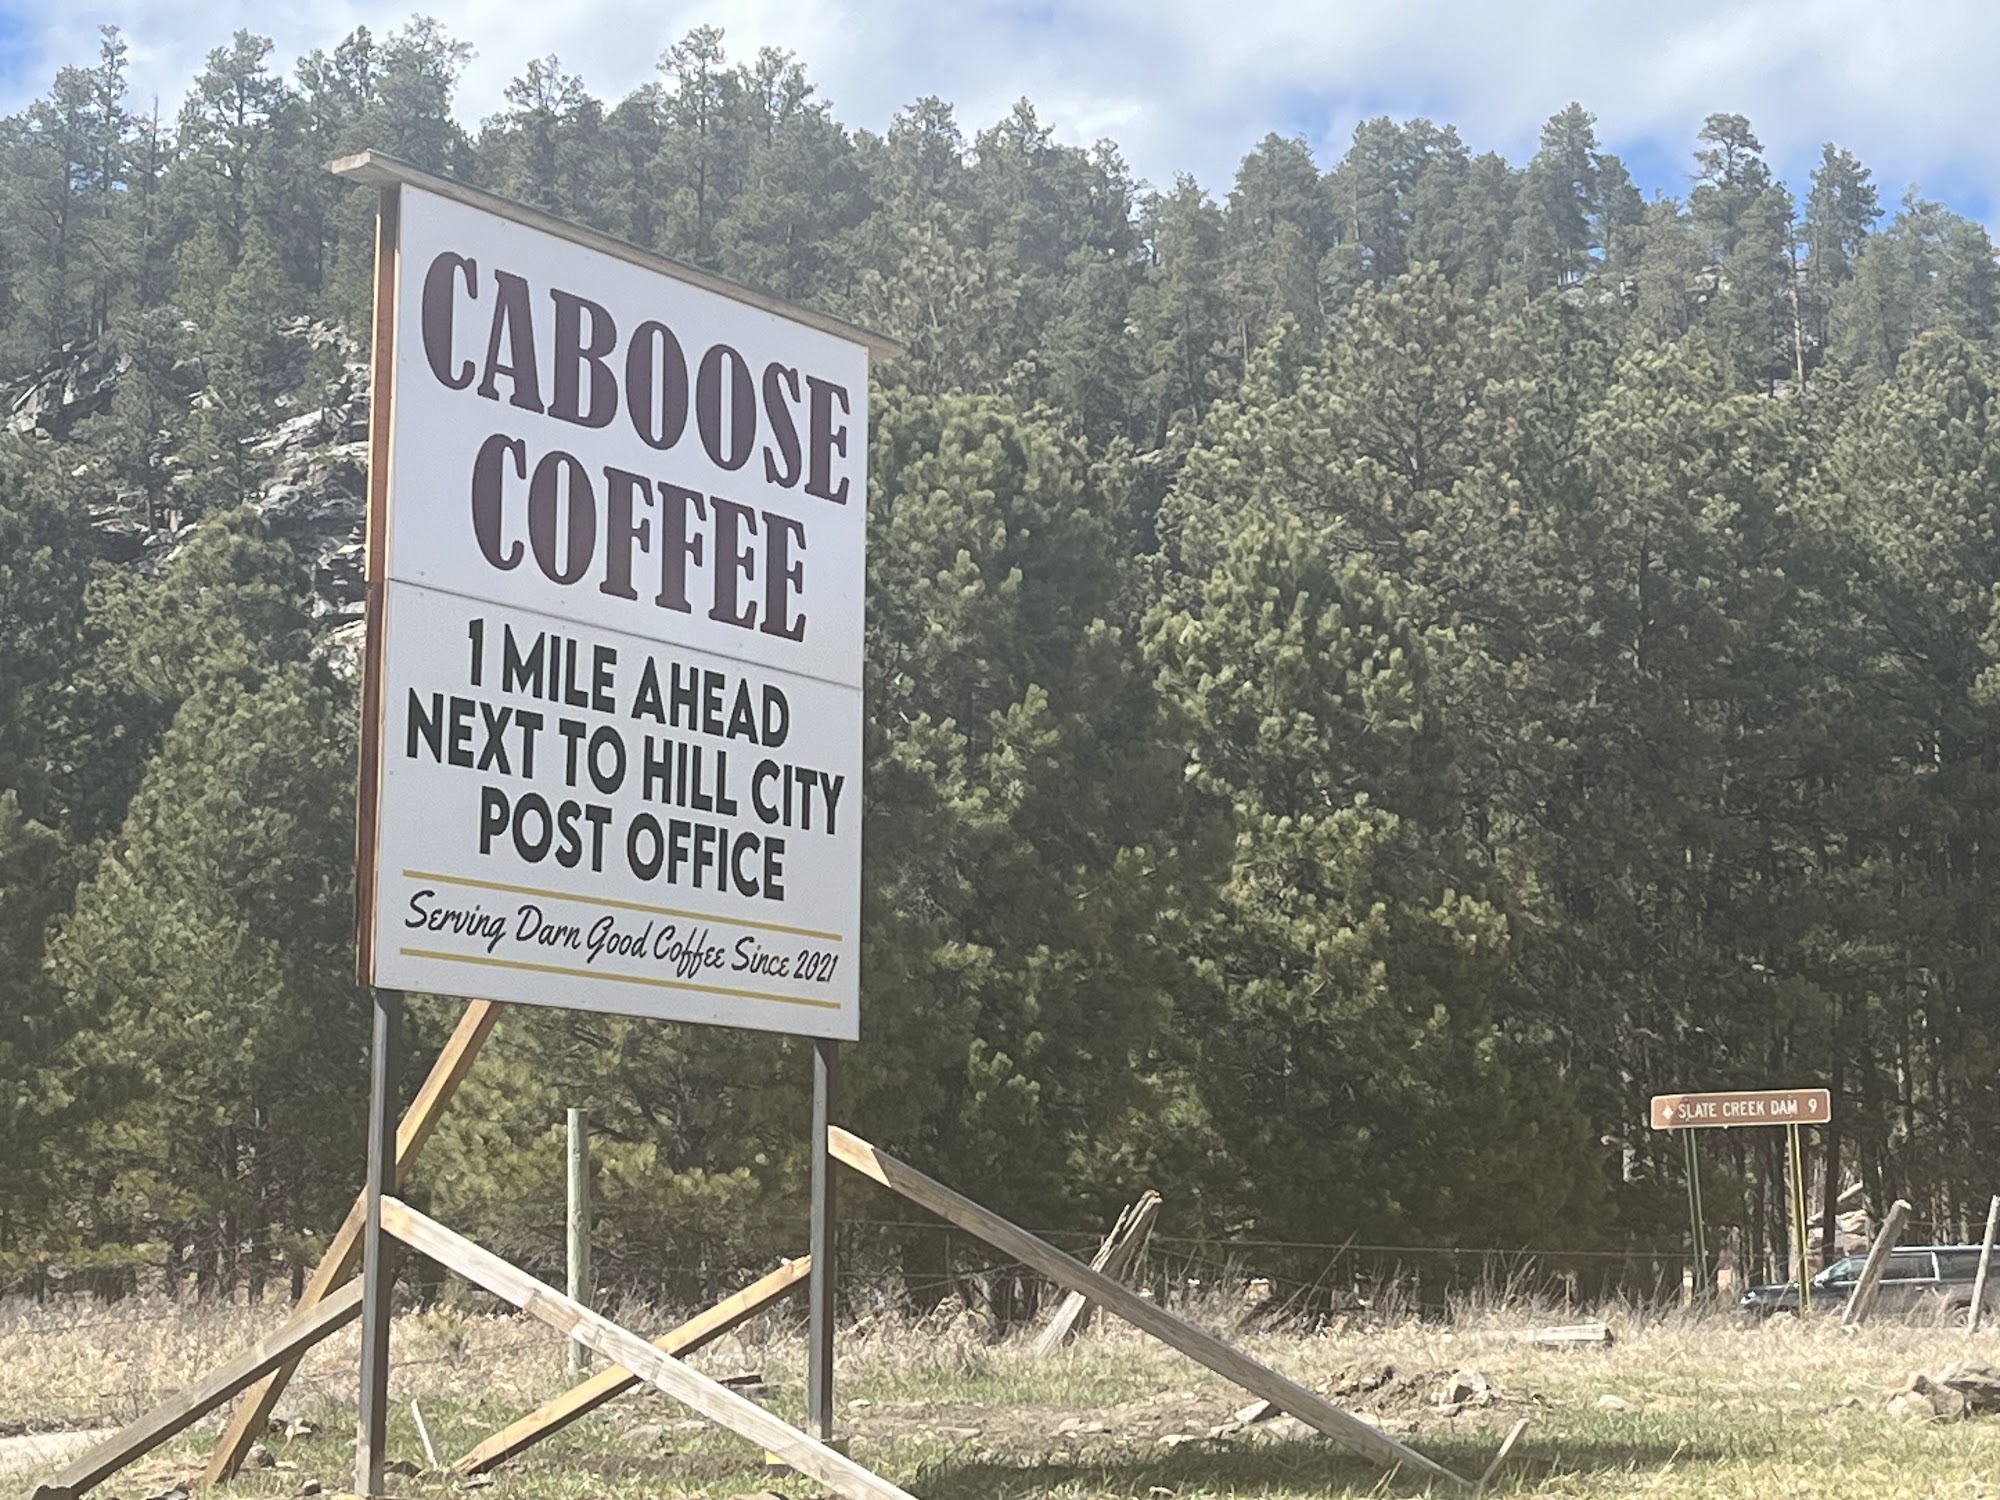 CABOOSE
COFFEE
1 MILE AHEAD
NEXT TO HILL CITY
POST OFFICE
Serving Darn Good Coffee Since 2021
SLATE CREEK DAM 9